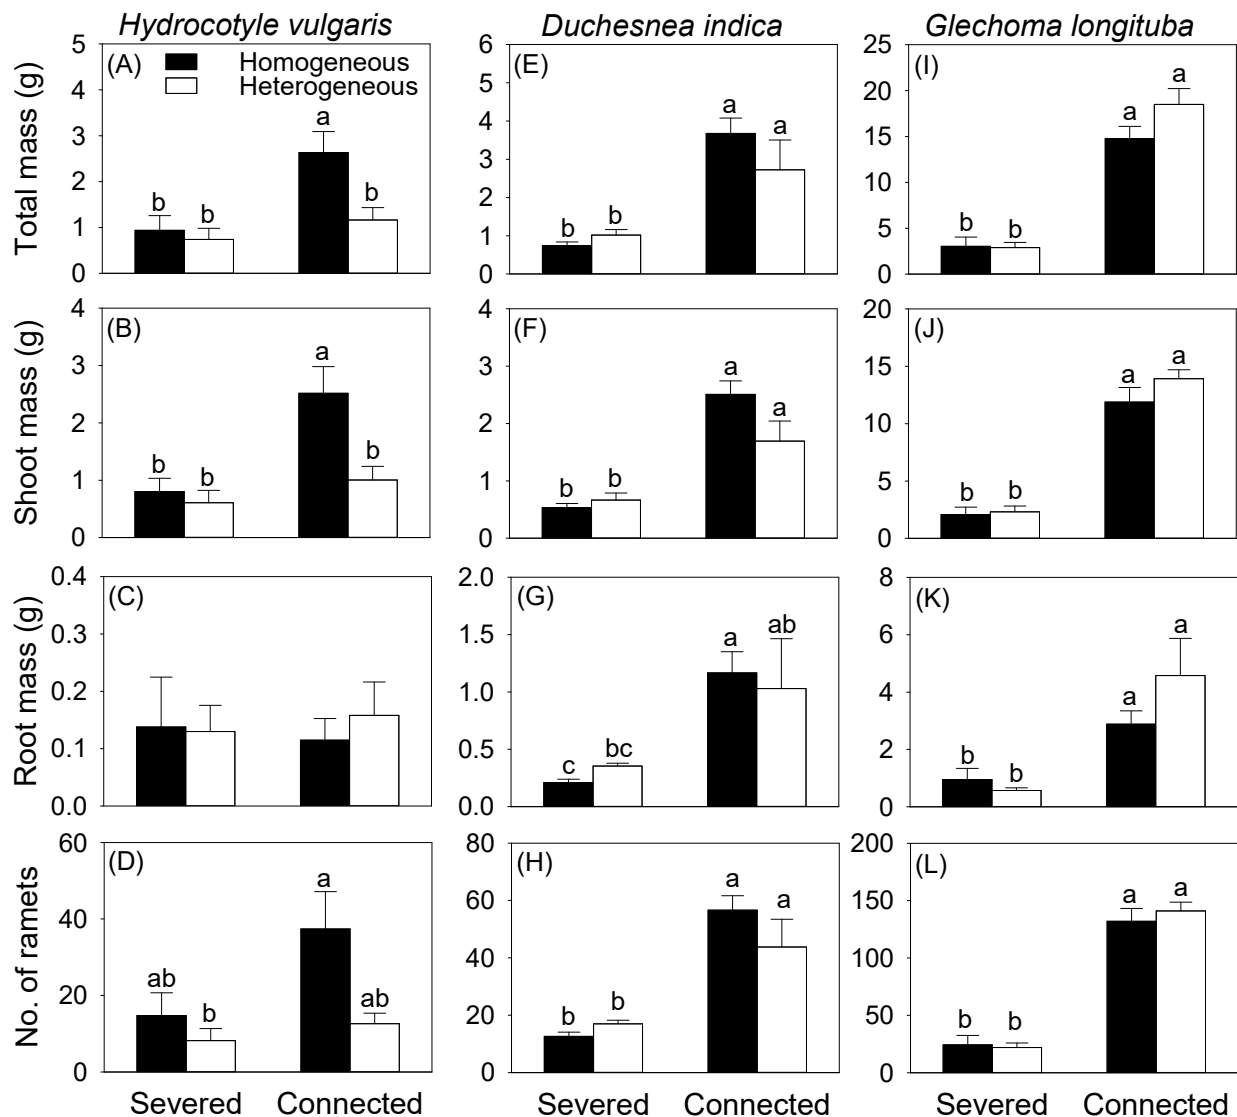 Hydrocotyle vulgaris Duchesnea indica Glechoma longituba
Total mass (g)
5 (A) Homogeneous
Heterogeneous
4
3
2
1
0
b b a b
6 (E)
5
4
3
2
1
0
b b a a
25 (I)
20
15
10
5
0
b b a a
Shoot mass (g)
4 (B)
3
2
1
0
b b a b
4 (F)
3
2
1
0
b b a a
20 (J)
15
10
5
0
b b a a
Root mass (g)
0.4 (C)
0.3
0.2
0.1
0.0
2.0 (G)
1.5
1.0
0.5
0.0
c bc a ab
8 (K)
6
4
2
0
b b a a
No. of ramets
60 (D)
40
20
0
ab b a ab
80 (H)
60
40
20
0
b b a a
200 (L)
150
100
50
0
b b a a
Severed Connected Severed Connected Severed Connected